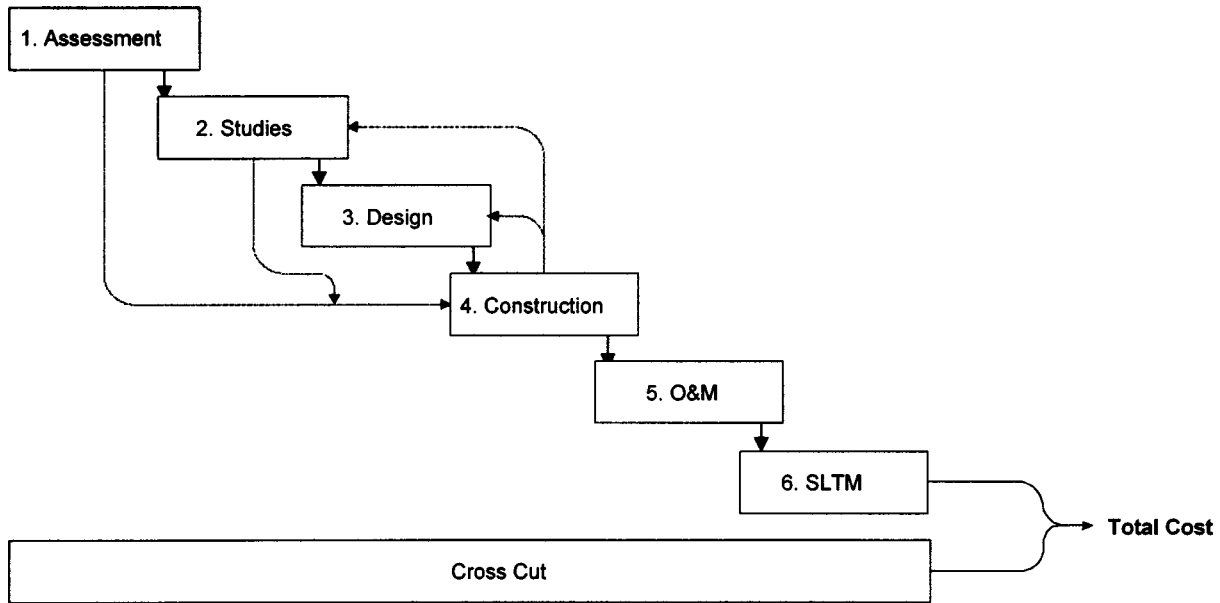 1. Assessment
2. Studies
3. Design
4. Construction
5. O&M
6. SLTM
Total Cost
Cross Cut